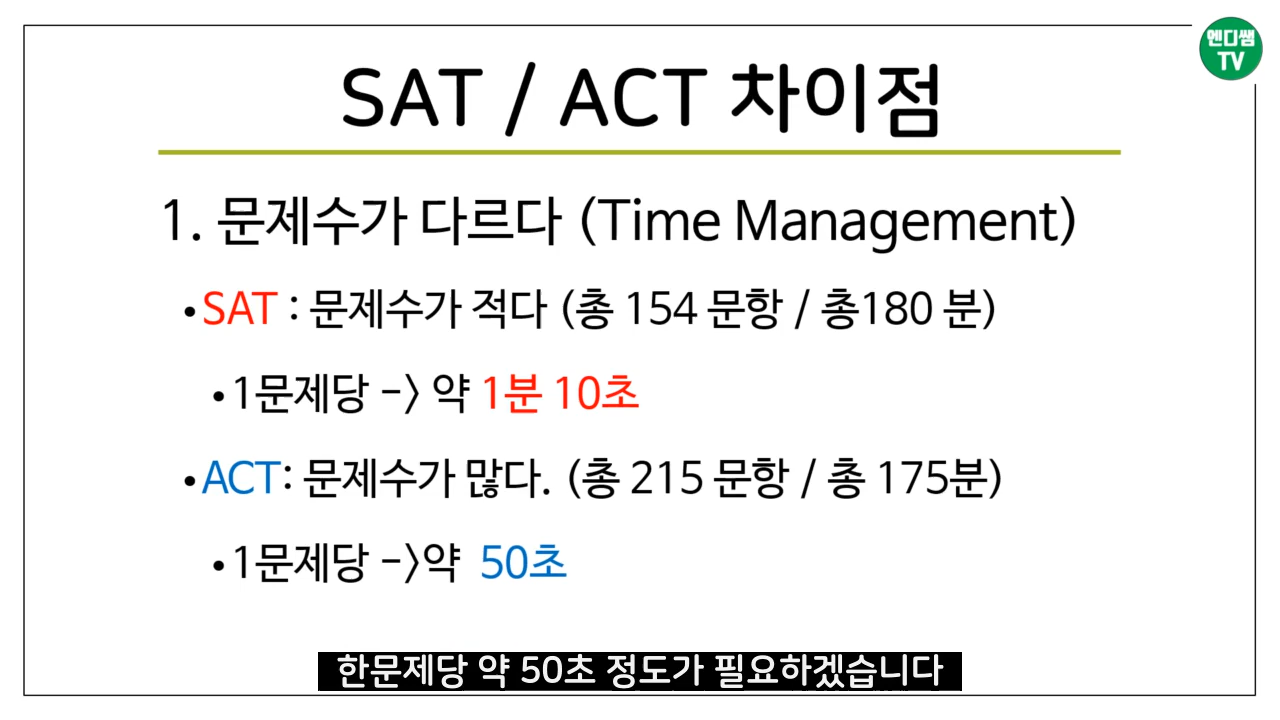 엔디쌤
TV
SAT / ACT 차이점
1. 문제수가 다르다 (Time Management)
•SAT : 문제수가 적다 (총 154 문항 / 총180 분)
•1문제당 -> 약 1분 10초
•ACT: 문제수가 많다. (총 215 문항 / 총 175분)
•1문제당 ->약 50초
한문제당 약 50초 정도가 필요하겠습니다